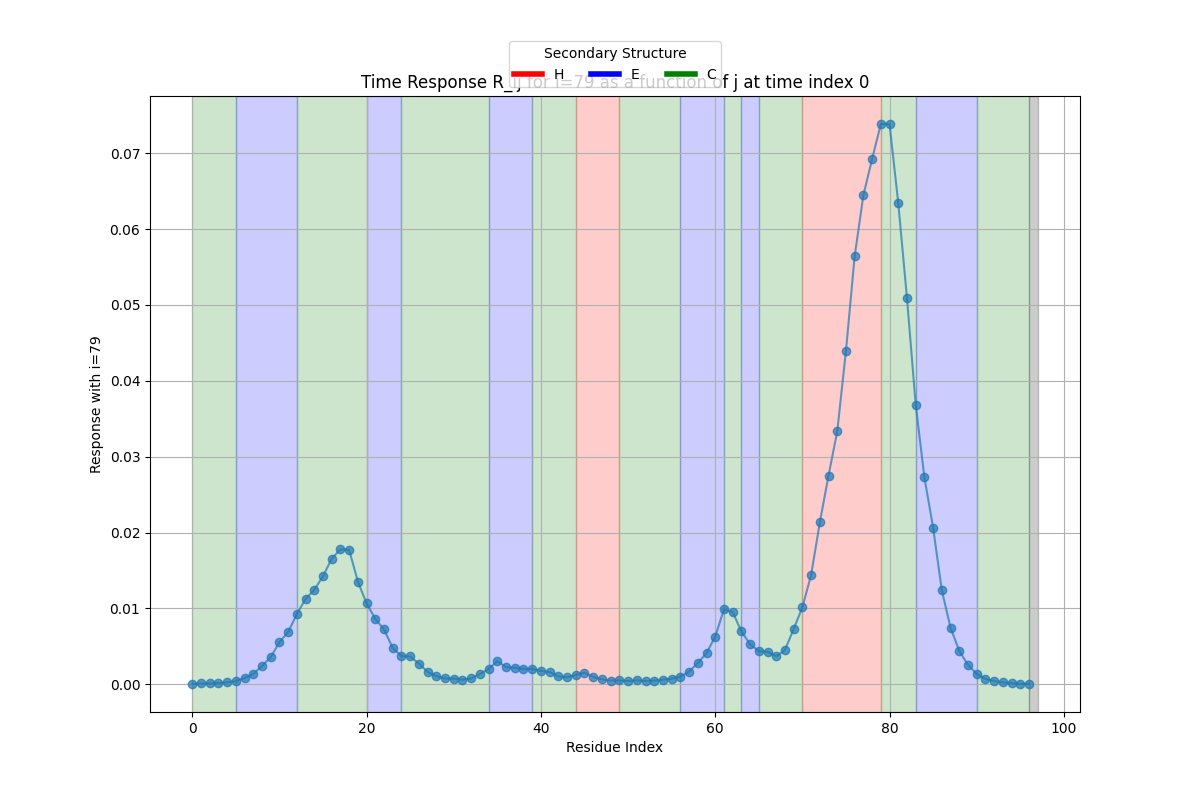 Secondary Structure
H E C
Time Response R_ij for i=79 as a function of j at time index 0
0.07
0.06
0.05
0.04
0.03
0.02
0.01
0.00
Response with i=79
0 20 40 60 80 100
Residue Index